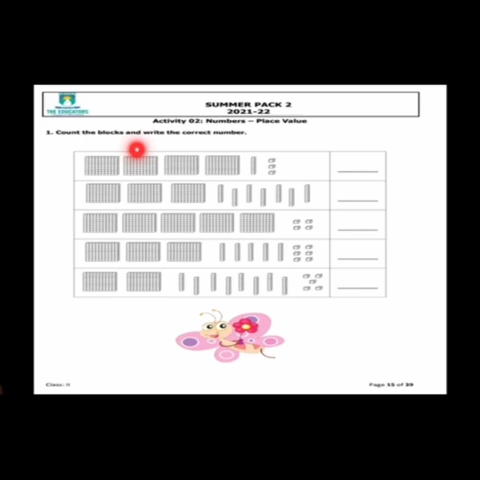 THE EDUCATORS
SUMMER PACK 2
2021-22
Activity 02: Numbers – Place Value
1. Count the blocks and write the correct number.
Class: II
Page 15 of 39